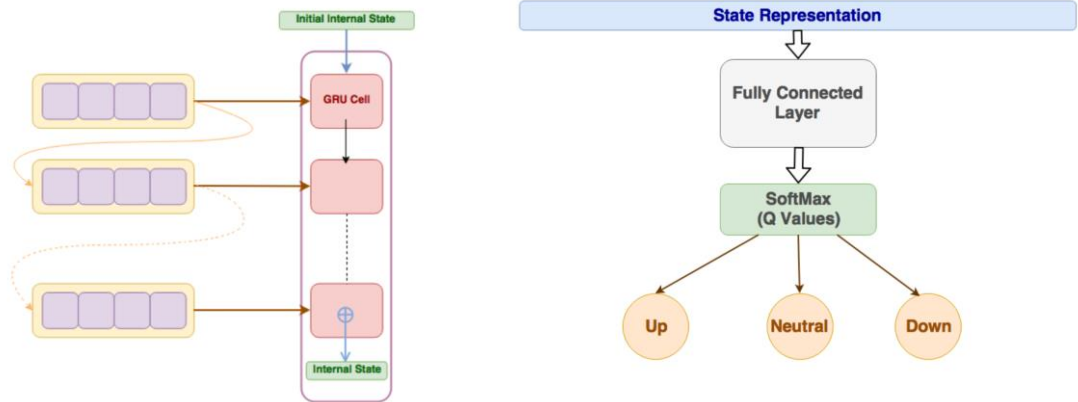 Initial Internal State
GRU Cell
Internal State
State Representation
Fully Connected
Layer
SoftMax
(Q Values)
Up
Neutral
Down